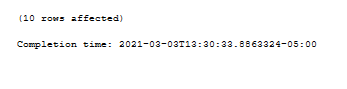 (10 rows affected)
Completion time: 2021-03-03T13:30:33.8863324-05:00